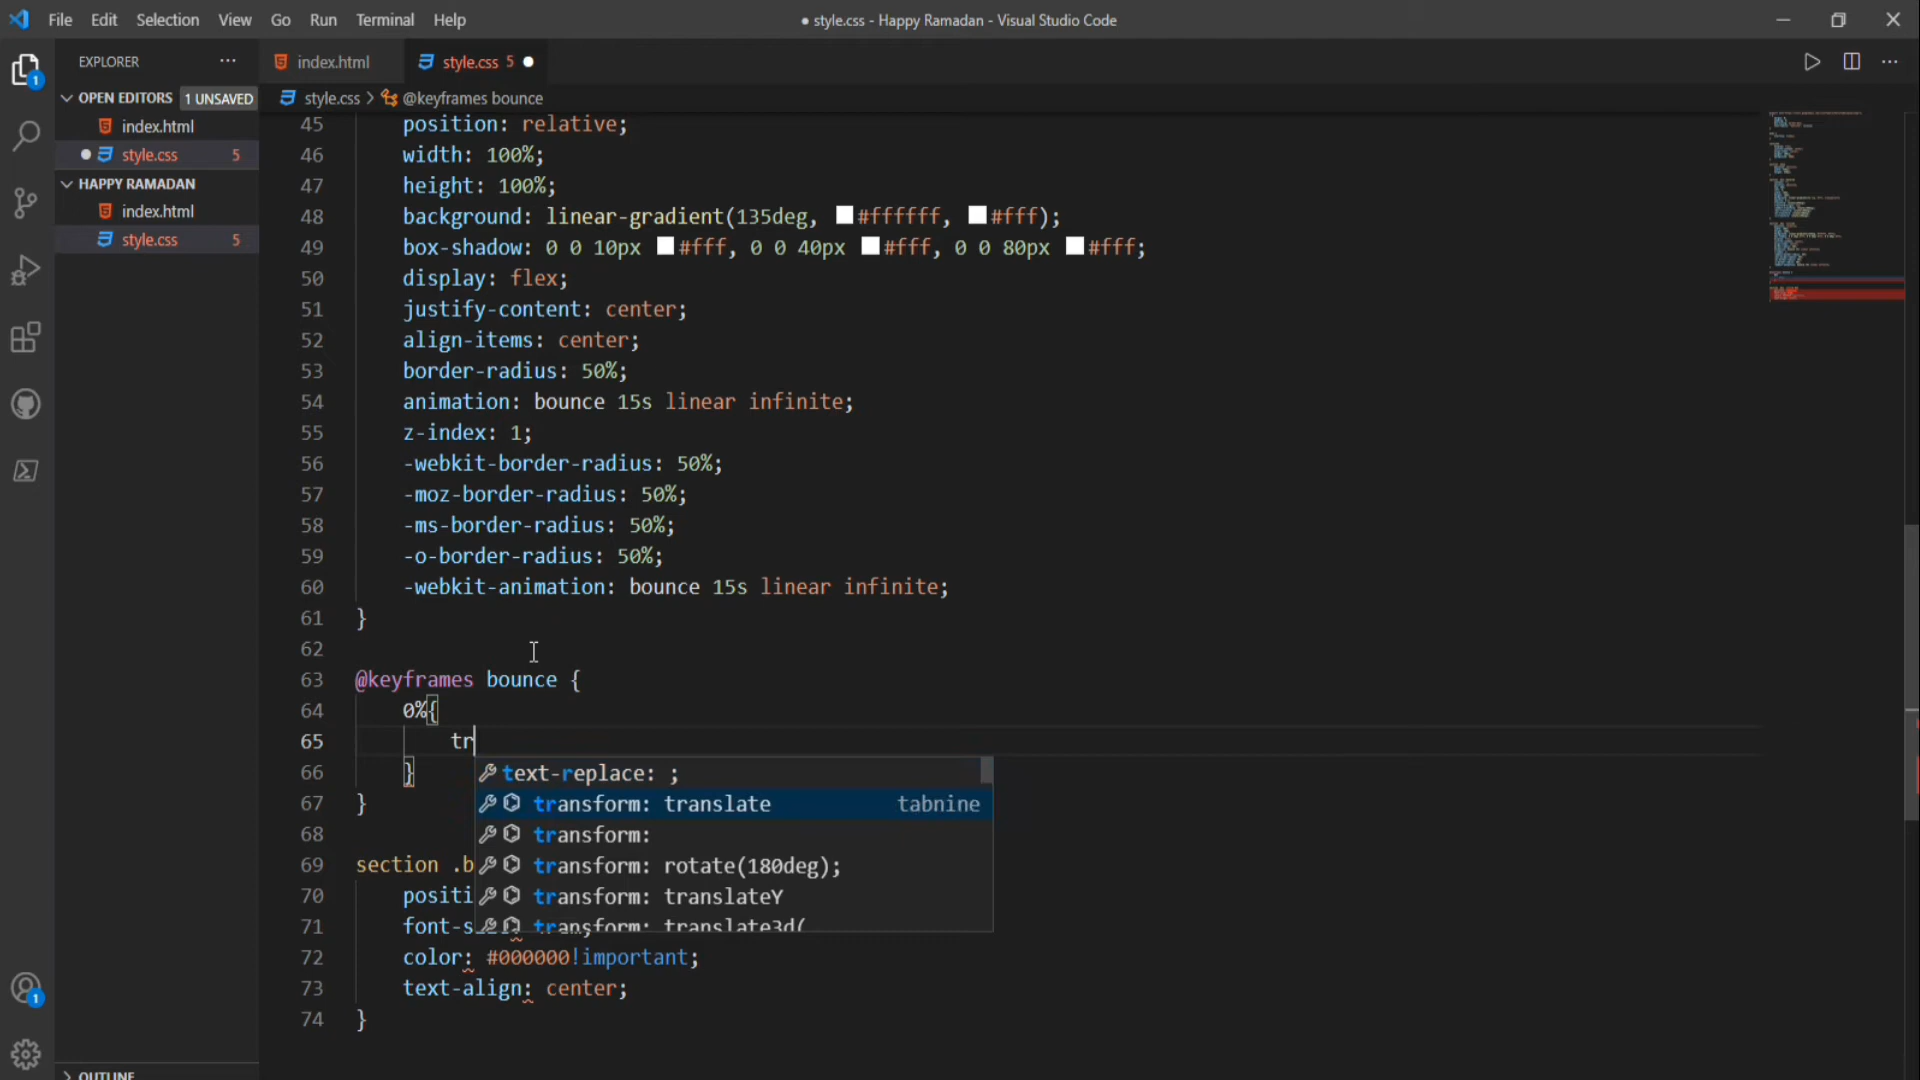 File Edit Selection View Go Run Terminal Help
● style.css - Happy Ramadan - Visual Studio Code
EXPLORER
index.html
style.css 5
OPEN EDITORS 1 UNSAVED
style.css > @keyframes bounce
index.html
style.css 5
HAPPY RAMADAN
index.html
style.css 5
45 position: relative;
46 width: 100%;
47 height: 100%;
48 background: linear-gradient(135deg, #ffffff, #fff);
49 box-shadow: 0 0 10px #fff, 0 0 40px #fff, 0 0 80px #fff;
50 display: flex;
51 justify-content: center;
52 align-items: center;
53 border-radius: 50%;
54 animation: bounce 15s linear infinite;
55 z-index: 1;
56 -webkit-border-radius: 50%;
57 -moz-border-radius: 50%;
58 -ms-border-radius: 50%;
59 -o-border-radius: 50%;
60 -webkit-animation: bounce 15s linear infinite;
61 }
62
63 @keyframes bounce {
64 0%{
65 tr
66 }
text-replace: ;
67 }
transform: translate tabnine
68
transform:
69 section .b
transform: rotate(180deg);
70 positi
transform: translateY
71 font-s
transform: translate3d(
72 color: #000000!important;
73 text-align: center;
74 }
1
1
OUTLINE